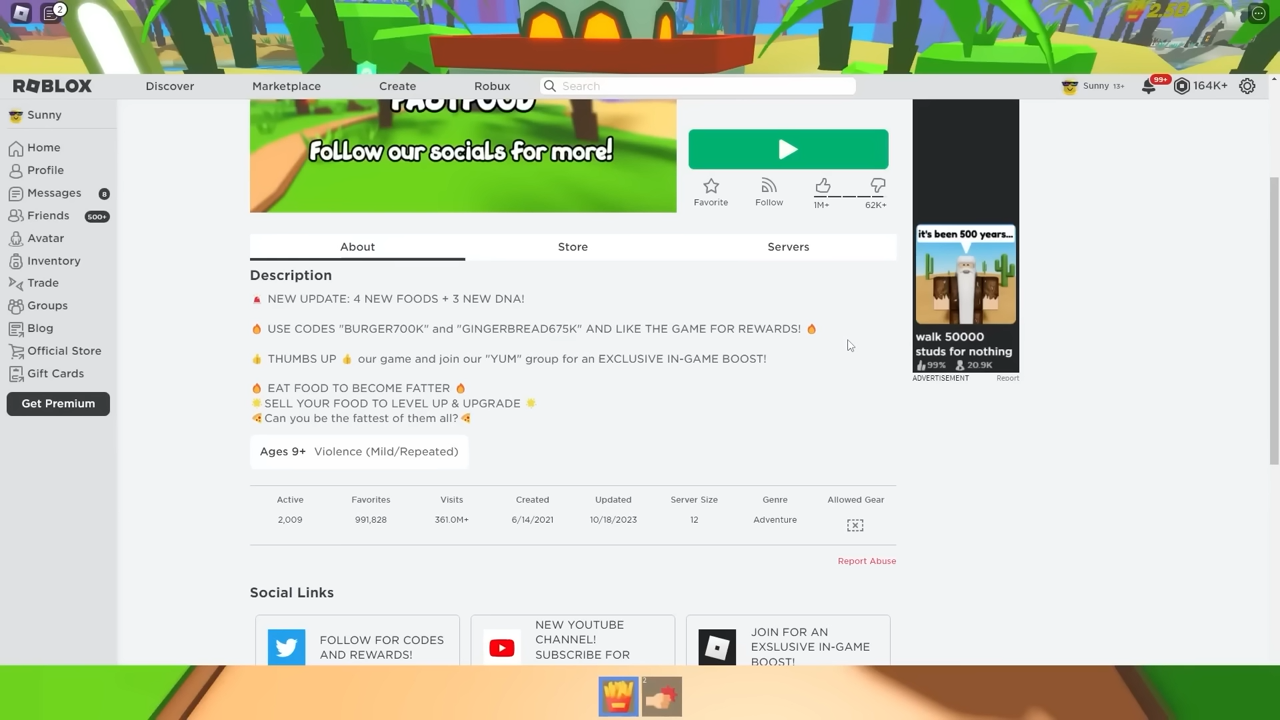 2
2.59
ROBLOX
Discover
Marketplace
Create
Robux
Search
Sunny 13+
99+
164K+
Sunny
Home
Profile
Messages
8
Friends
500+
Avatar
Inventory
Trade
Groups
Blog
Official Store
Gift Cards
Get Premium
FASTFOOD
Follow our socials for more!
Favorite
Follow
1M+
62K+
About
Store
Servers
Description
NEW UPDATE: 4 NEW FOODS + 3 NEW DNA!
USE CODES "BURGER700K" and "GINGERBREAD675K" AND LIKE THE GAME FOR REWARDS!
THUMBS UP 👍 our game and join our "YUM" group for an EXCLUSIVE IN-GAME BOOST!
EAT FOOD TO BECOME FATTER
SELL YOUR FOOD TO LEVEL UP & UPGRADE
Can you be the fattest of them all?
Ages 9+ Violence (Mild/Repeated)
Active Favorites Visits Created Updated Server Size Genre Allowed Gear
2,009 991,828 361.0M+ 6/14/2021 10/18/2023 12 Adventure
Report Abuse
Social Links
FOLLOW FOR CODES
AND REWARDS!
NEW YOUTUBE
CHANNEL!
SUBSCRIBE FOR
JOIN FOR AN
EXSLUSIVE IN-GAME
BOOST!
it's been 500 years...
walk 50000
studs for nothing
99% 20.9K
ADVERTISEMENT Report
2